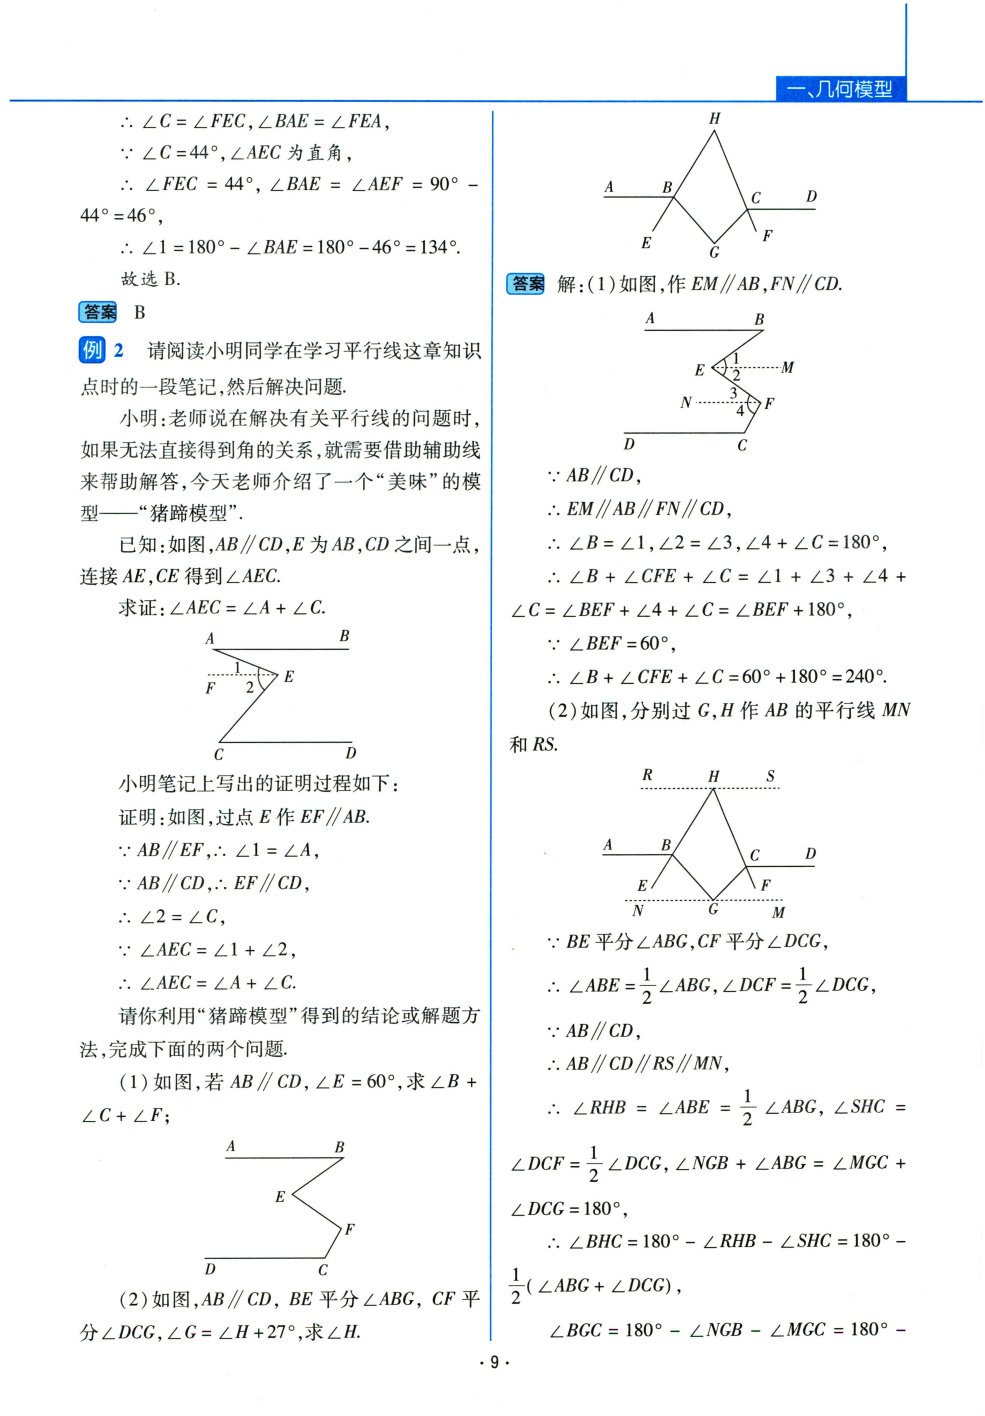 一、几何模型
∴ ∠C = ∠FEC,∠BAE = ∠FEA,
∵ ∠C = 44°,∠AEC 为直角,
∴ ∠FEC = 44°, ∠BAE = ∠AEF = 90° -
44° = 46°,
∴ ∠1 = 180° - ∠BAE = 180° - 46° = 134°.
故选 B.
答案 B
例 2 请阅读小明同学在学习平行线这章知识
点时的一段笔记,然后解决问题.
小明:老师说在解决有关平行线的问题时,
如果无法直接得到角的关系,就需要借助辅助线
来帮助解答,今天老师介绍了一个“美味”的模
型——“猪蹄模型”.
已知:如图,AB∥CD,E 为 AB,CD 之间一点,
连接 AE,CE 得到∠AEC.
求证:∠AEC = ∠A + ∠C.
A B
1
F 2 E
C D
小明笔记上写出的证明过程如下:
证明:如图,过点 E 作 EF∥AB.
∵ AB∥EF,∴ ∠1 = ∠A,
∵ AB∥CD,∴ EF∥CD,
∴ ∠2 = ∠C,
∵ ∠AEC = ∠1 + ∠2,
∴ ∠AEC = ∠A + ∠C.
请你利用“猪蹄模型”得到的结论或解题方
法,完成下面的两个问题.
(1) 如图,若 AB∥CD, ∠E = 60°,求 ∠B +
∠C + ∠F;
A B
E
F
D C
(2) 如图,AB∥CD, BE 平分∠ABG, CF 平
分∠DCG,∠G = ∠H + 27°,求∠H.
H
A B C D
E G F
答案 解:(1)如图,作 EM∥AB,FN∥CD.
A B
E 1 M
2
N 3 F
4
D C
∵ AB∥CD,
∴ EM∥AB∥FN∥CD,
∴ ∠B = ∠1,∠2 = ∠3,∠4 + ∠C = 180°,
∴ ∠B + ∠CFE + ∠C = ∠1 + ∠3 + ∠4 +
∠C = ∠BEF + ∠4 + ∠C = ∠BEF + 180°,
∵ ∠BEF = 60°,
∴ ∠B + ∠CFE + ∠C = 60° + 180° = 240°.
(2)如图,分别过 G,H 作 AB 的平行线 MN
和 RS.
R H S
A B C D
E F
N G M
∵ BE 平分∠ABG,CF 平分∠DCG,
∴ ∠ABE = 1/2 ∠ABG,∠DCF = 1/2 ∠DCG,
∵ AB∥CD,
∴ AB∥CD∥RS∥MN,
∴ ∠RHB = ∠ABE = 1/2 ∠ABG, ∠SHC =
∠DCF = 1/2 ∠DCG, ∠NGB + ∠ABG = ∠MGC +
∠DCG = 180°,
∴ ∠BHC = 180° - ∠RHB - ∠SHC = 180° -
1/2(∠ABG + ∠DCG),
∠BGC = 180° - ∠NGB - ∠MGC = 180° -
· 9 ·